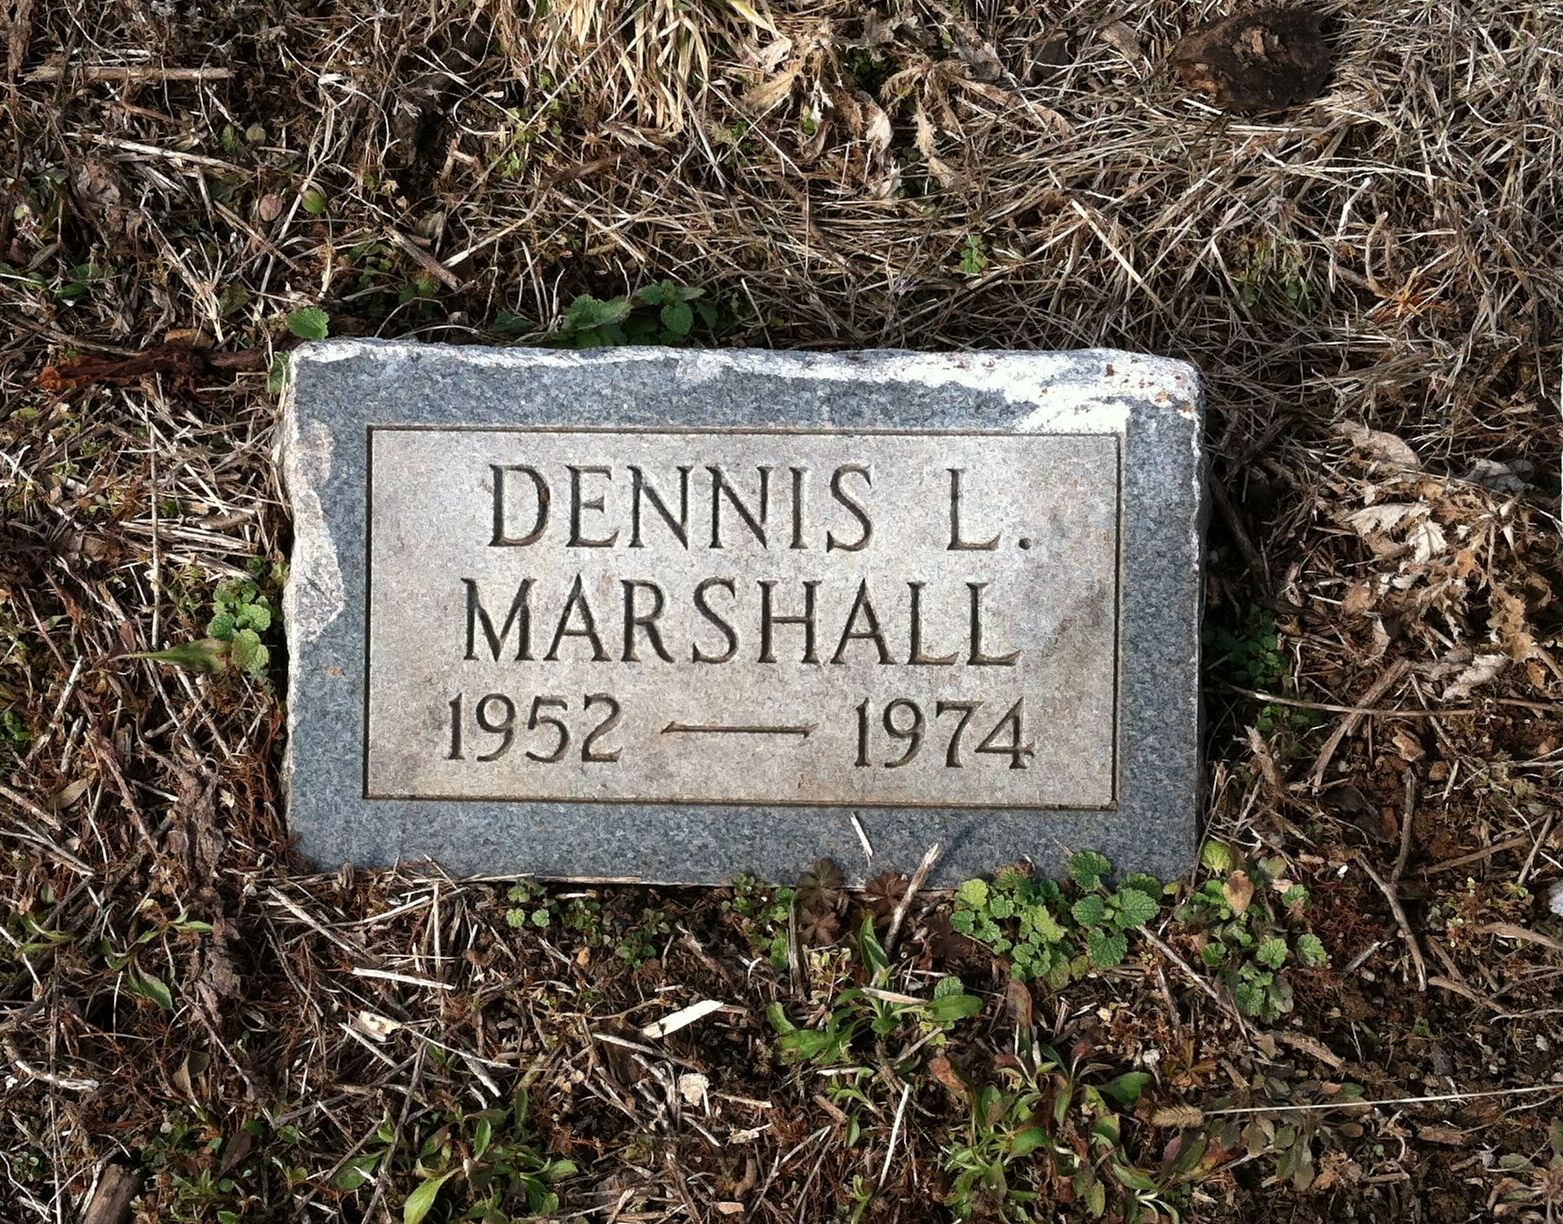 DENNIS L.
MARSHALL
1952 — 1974